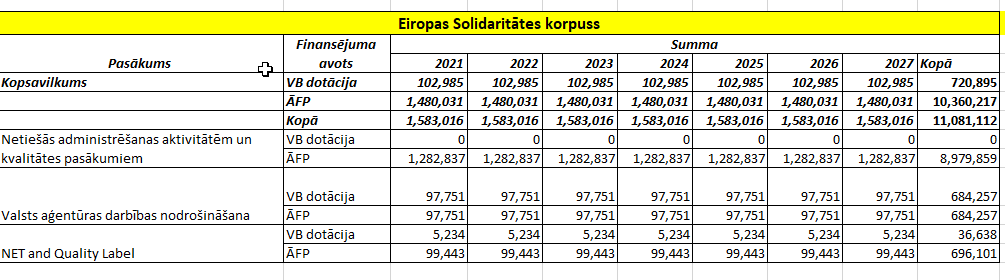 Eiropas Solidaritātes korpuss
Pasākums Finansējuma avots Summa
2021 2022 2023 2024 2025 2026 2027 Kopā
Kopsavilkums VB dotācija 102,985 102,985 102,985 102,985 102,985 102,985 102,985 720,895
ĀFP 1,480,031 1,480,031 1,480,031 1,480,031 1,480,031 1,480,031 1,480,031 10,360,217
Kopā 1,583,016 1,583,016 1,583,016 1,583,016 1,583,016 1,583,016 1,583,016 11,081,112
Netiešās administrēšanas aktivitātēm un VB dotācija 0 0 0 0 0 0 0 0
kvalitātes pasākumiem ĀFP 1,282,837 1,282,837 1,282,837 1,282,837 1,282,837 1,282,837 1,282,837 8,979,859
VB dotācija 97,751 97,751 97,751 97,751 97,751 97,751 97,751 684,257
Valsts aģentūras darbības nodrošināšana ĀFP 97,751 97,751 97,751 97,751 97,751 97,751 97,751 684,257
VB dotācija 5,234 5,234 5,234 5,234 5,234 5,234 5,234 36,638
NET and Quality Label ĀFP 99,443 99,443 99,443 99,443 99,443 99,443 99,443 696,101